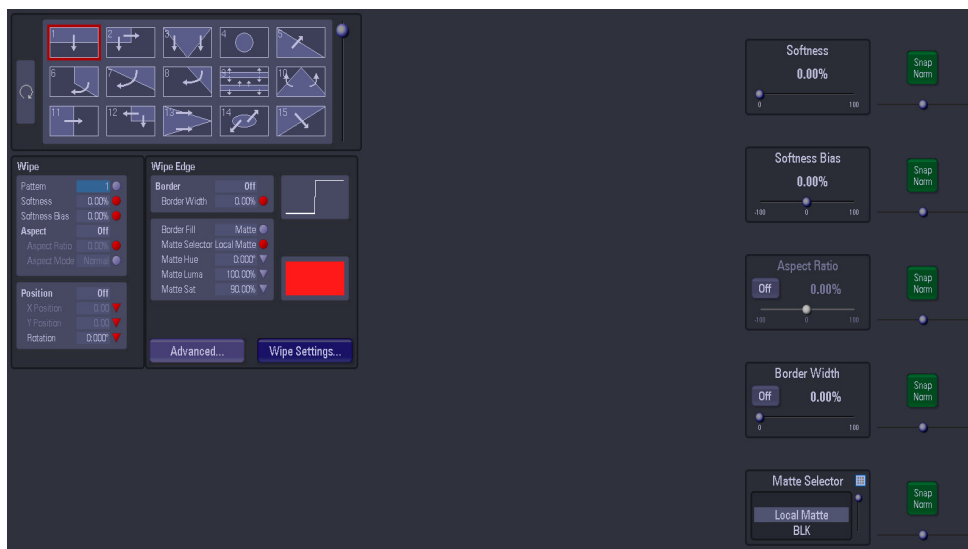 1 2 3 4 5
6 7 8 9 10
11 12 13 14 15
Wipe
Pattern 1
Softness 0.00%
Softness Bias 0.00%
Aspect Off
Aspect Ratio 0.00%
Aspect Mode Normal
Position Off
X Position 0.00
Y Position 0.00
Rotation 0:000°
Wipe Edge
Border Off
Border Width 0.00%
Border Fill Matte
Matte Selector Local Matte
Matte Hue 0:000°
Matte Luma 100.00%
Matte Sat 90.00%
Advanced...
Wipe Settings...
Softness
0.00%
0 100
Snap
Norm
Softness Bias
0.00%
-100 0 100
Snap
Norm
Aspect Ratio
Off 0.00%
-100 0 100
Snap
Norm
Border Width
Off 0.00%
0 100
Snap
Norm
Matte Selector
Local Matte
BLK
Snap
Norm